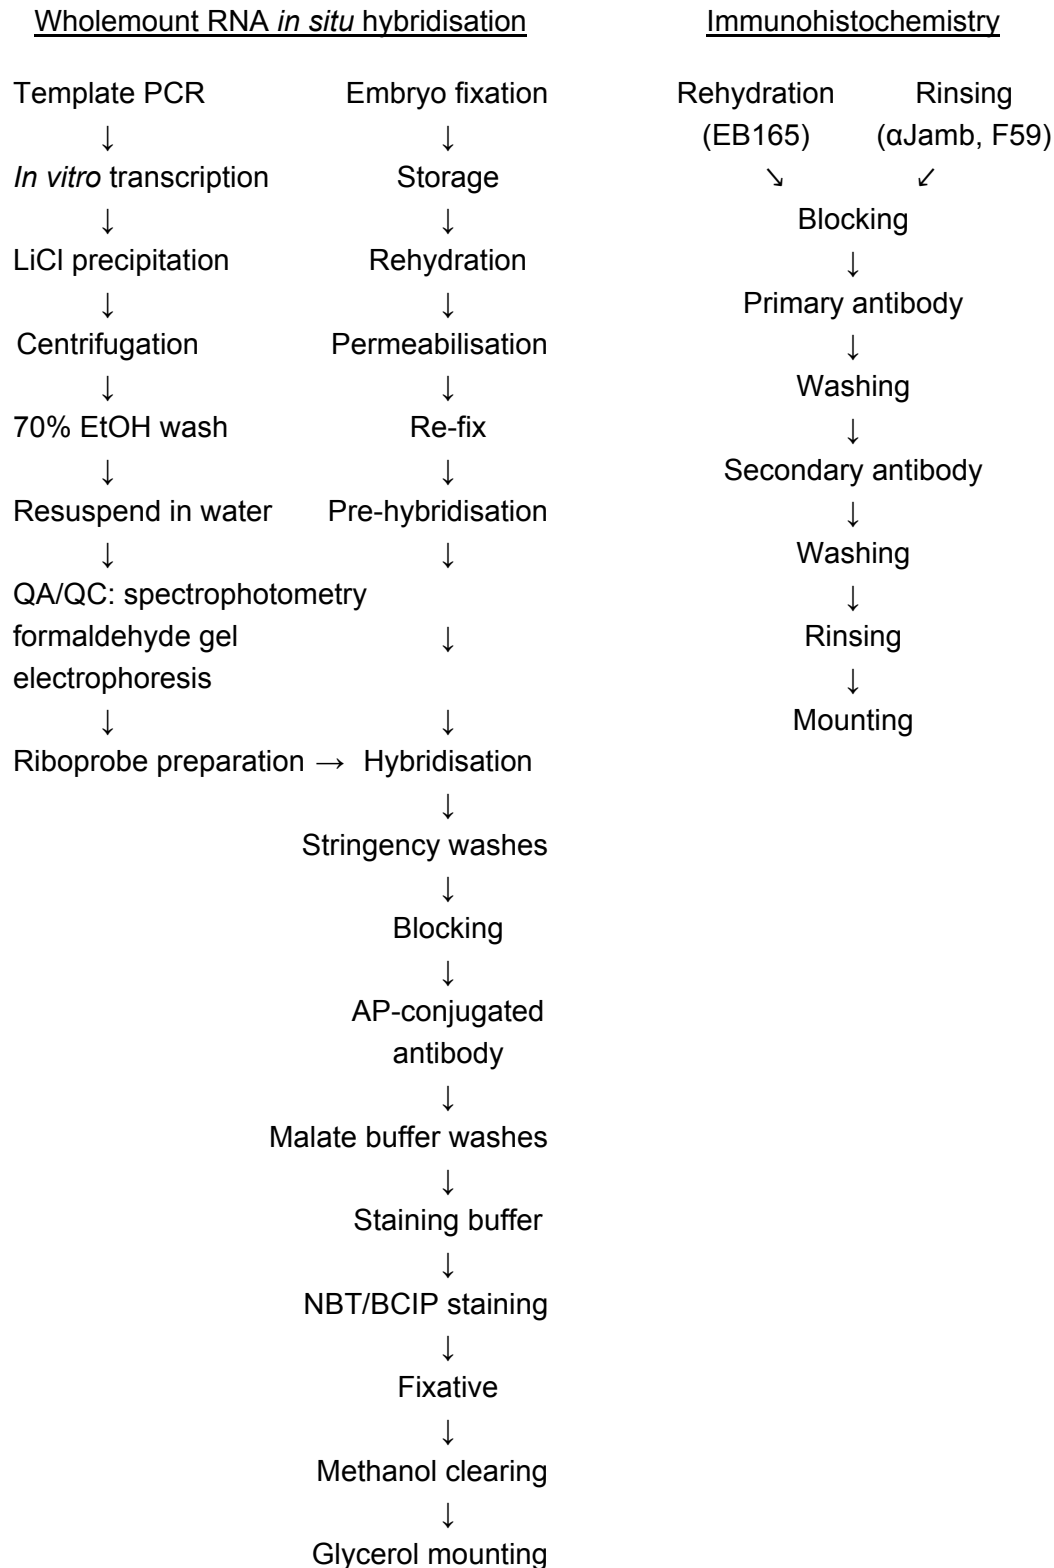 Wholemount RNA in situ hybridisation
Template PCR
↓
In vitro transcription
↓
LiCl precipitation
↓
Centrifugation
↓
70% EtOH wash
↓
Resuspend in water
↓
QA/QC: spectrophotometry
formaldehyde gel
electrophoresis
↓
Riboprobe preparation →
Embryo fixation
↓
Storage
↓
Rehydration
↓
Permeabilisation
↓
Re-fix
↓
Pre-hybridisation
↓
↓
↓
Hybridisation
↓
Stringency washes
↓
Blocking
↓
AP-conjugated
antibody
↓
Malate buffer washes
↓
Staining buffer
↓
NBT/BCIP staining
↓
Fixative
↓
Methanol clearing
↓
Glycerol mounting
Immunohistochemistry
Rehydration
(EB165)
↘
Rinsing
(αJamb, F59)
↙
Blocking
↓
Primary antibody
↓
Washing
↓
Secondary antibody
↓
Washing
↓
Rinsing
↓
Mounting